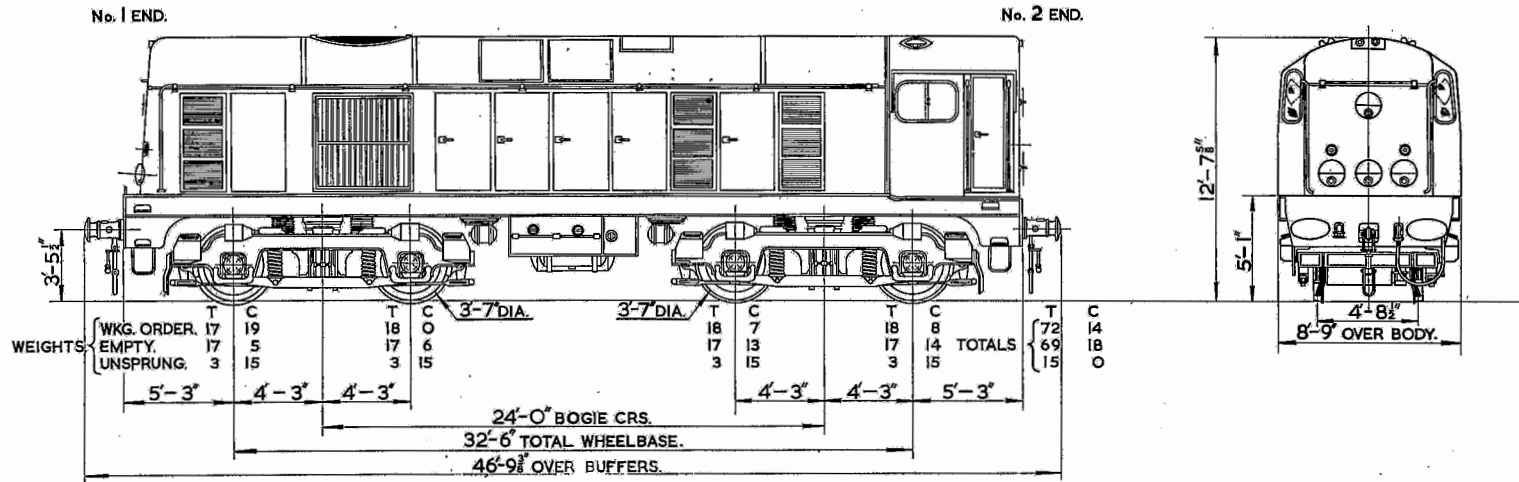 No. 1 END.
No. 2 END.
3'-5½"
12'-7⅝"
5'-1"
3'-7" DIA.
3'-7" DIA.
4'-8½"
8'-9" OVER BODY.
T C T C T C T C T C
WKG. ORDER. 17 19 18 0 18 7 18 8 72 14
WEIGHTS EMPTY. 17 5 17 6 17 13 17 14 TOTALS 69 18
UNSPRUNG. 3 15 3 15 3 15 3 15 15 0
5'-3" 4'-3" 4'-3" 4'-3" 4'-3" 5'-3"
24'-0" BOGIE CRS.
32'-6" TOTAL WHEELBASE.
46'-9⅜" OVER BUFFERS.